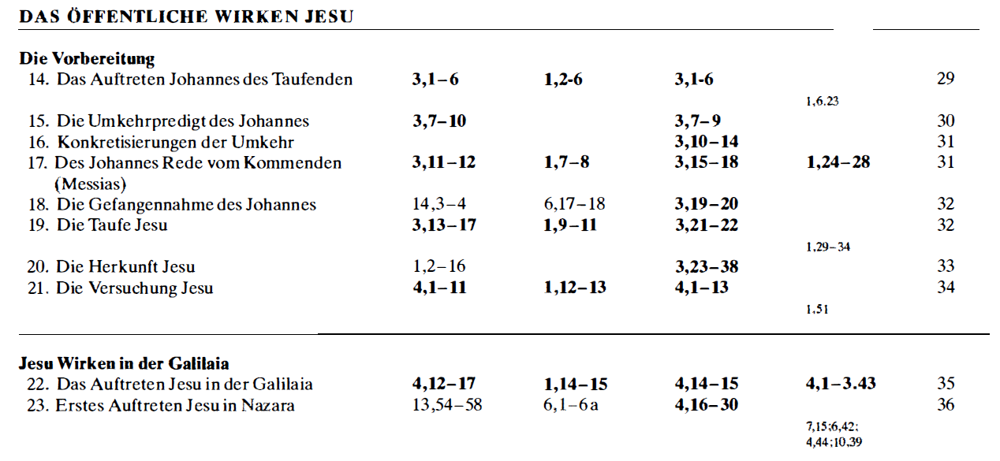 DAS ÖFFENTLICHE WIRKEN JESU
Die Vorbereitung
14. Das Auftreten Johannes des Taufenden 3,1–6 1,2-6 3,1-6 29
1,6.23
15. Die Umkehrpredigt des Johannes 3,7–10 3,7–9 30
16. Konkretisierungen der Umkehr 3,10–14 31
17. Des Johannes Rede vom Kommenden 3,11–12 1,7–8 3,15–18 1,24–28 31
(Messias)
18. Die Gefangennahme des Johannes 14,3–4 6,17–18 3,19–20 32
19. Die Taufe Jesu 3,13–17 1,9–11 3,21–22 32
1,29–34
20. Die Herkunft Jesu 1,2–16 3,23–38 33
21. Die Versuchung Jesu 4,1–11 1,12–13 4,1–13 34
1,51
Jesu Wirken in der Galilaia
22. Das Auftreten Jesu in der Galilaia 4,12–17 1,14–15 4,14–15 4,1–3.43 35
23. Erstes Auftreten Jesu in Nazara 13,54–58 6,1–6a 4,16–30 36
7,15;6,42;
4,44;10,39